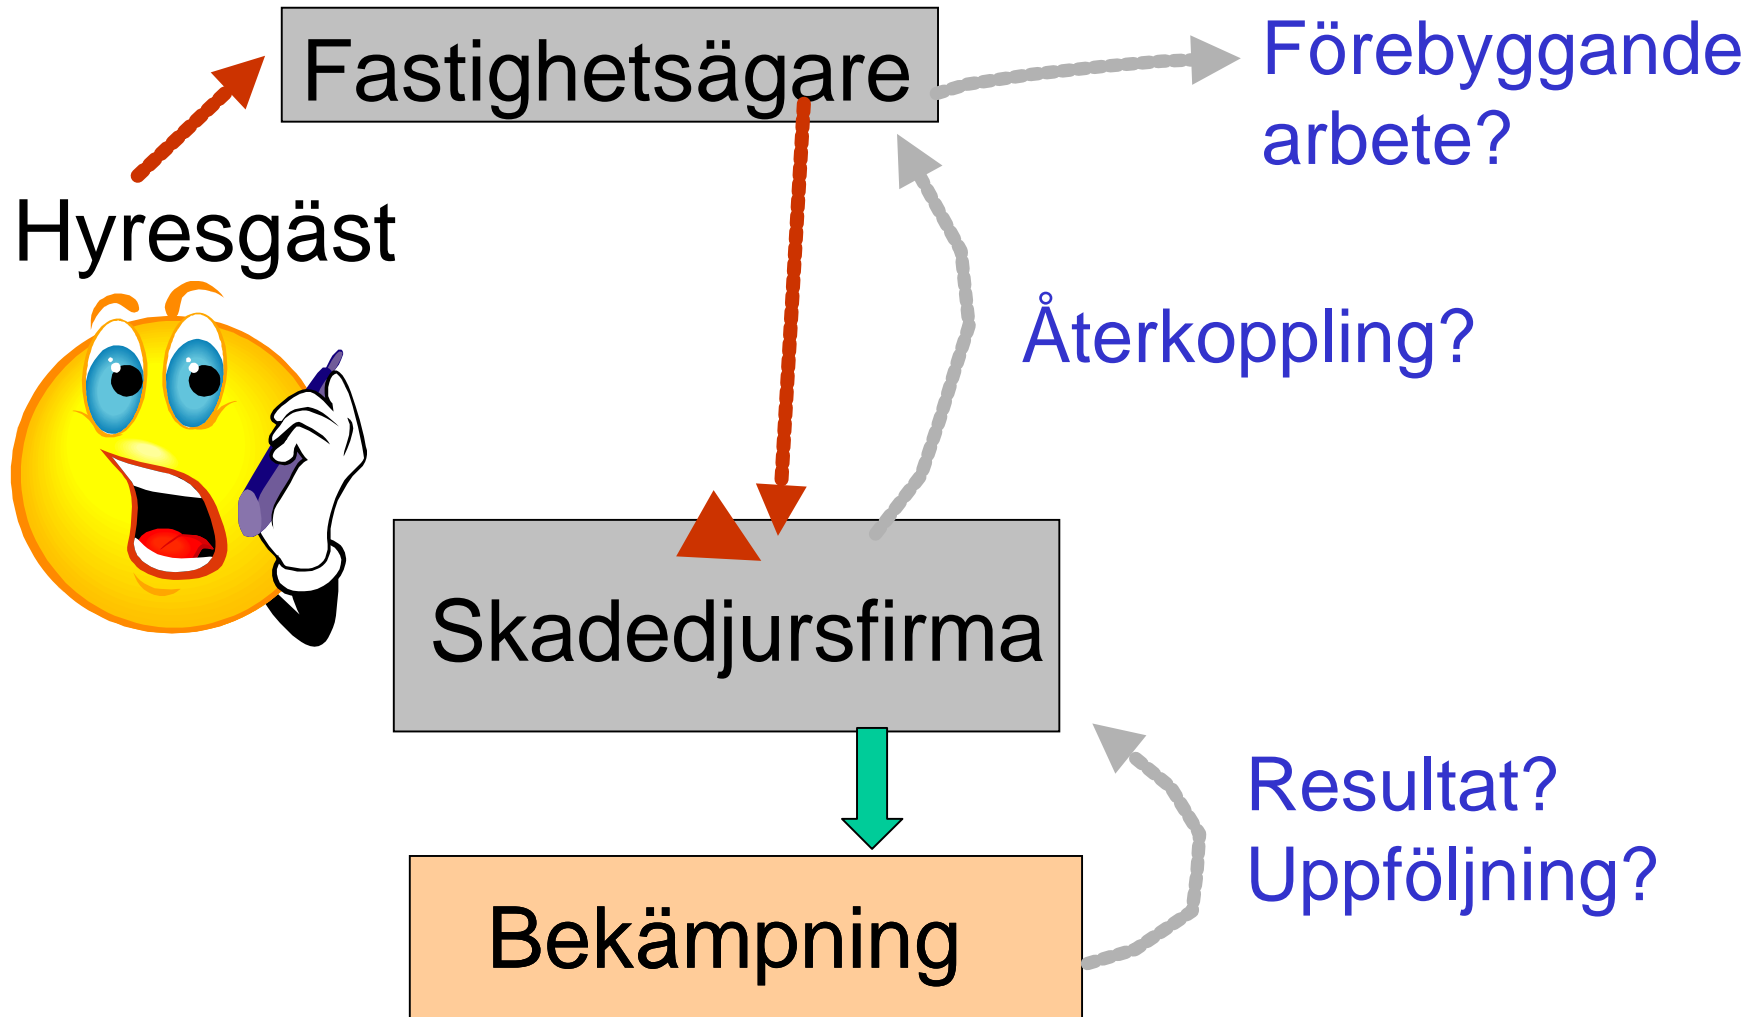 Fastighetsägare
Förebyggande
arbete?
Hyresgäst
Återkoppling?
Skadedjursfirma
Resultat?
Uppföljning?
Bekämpning